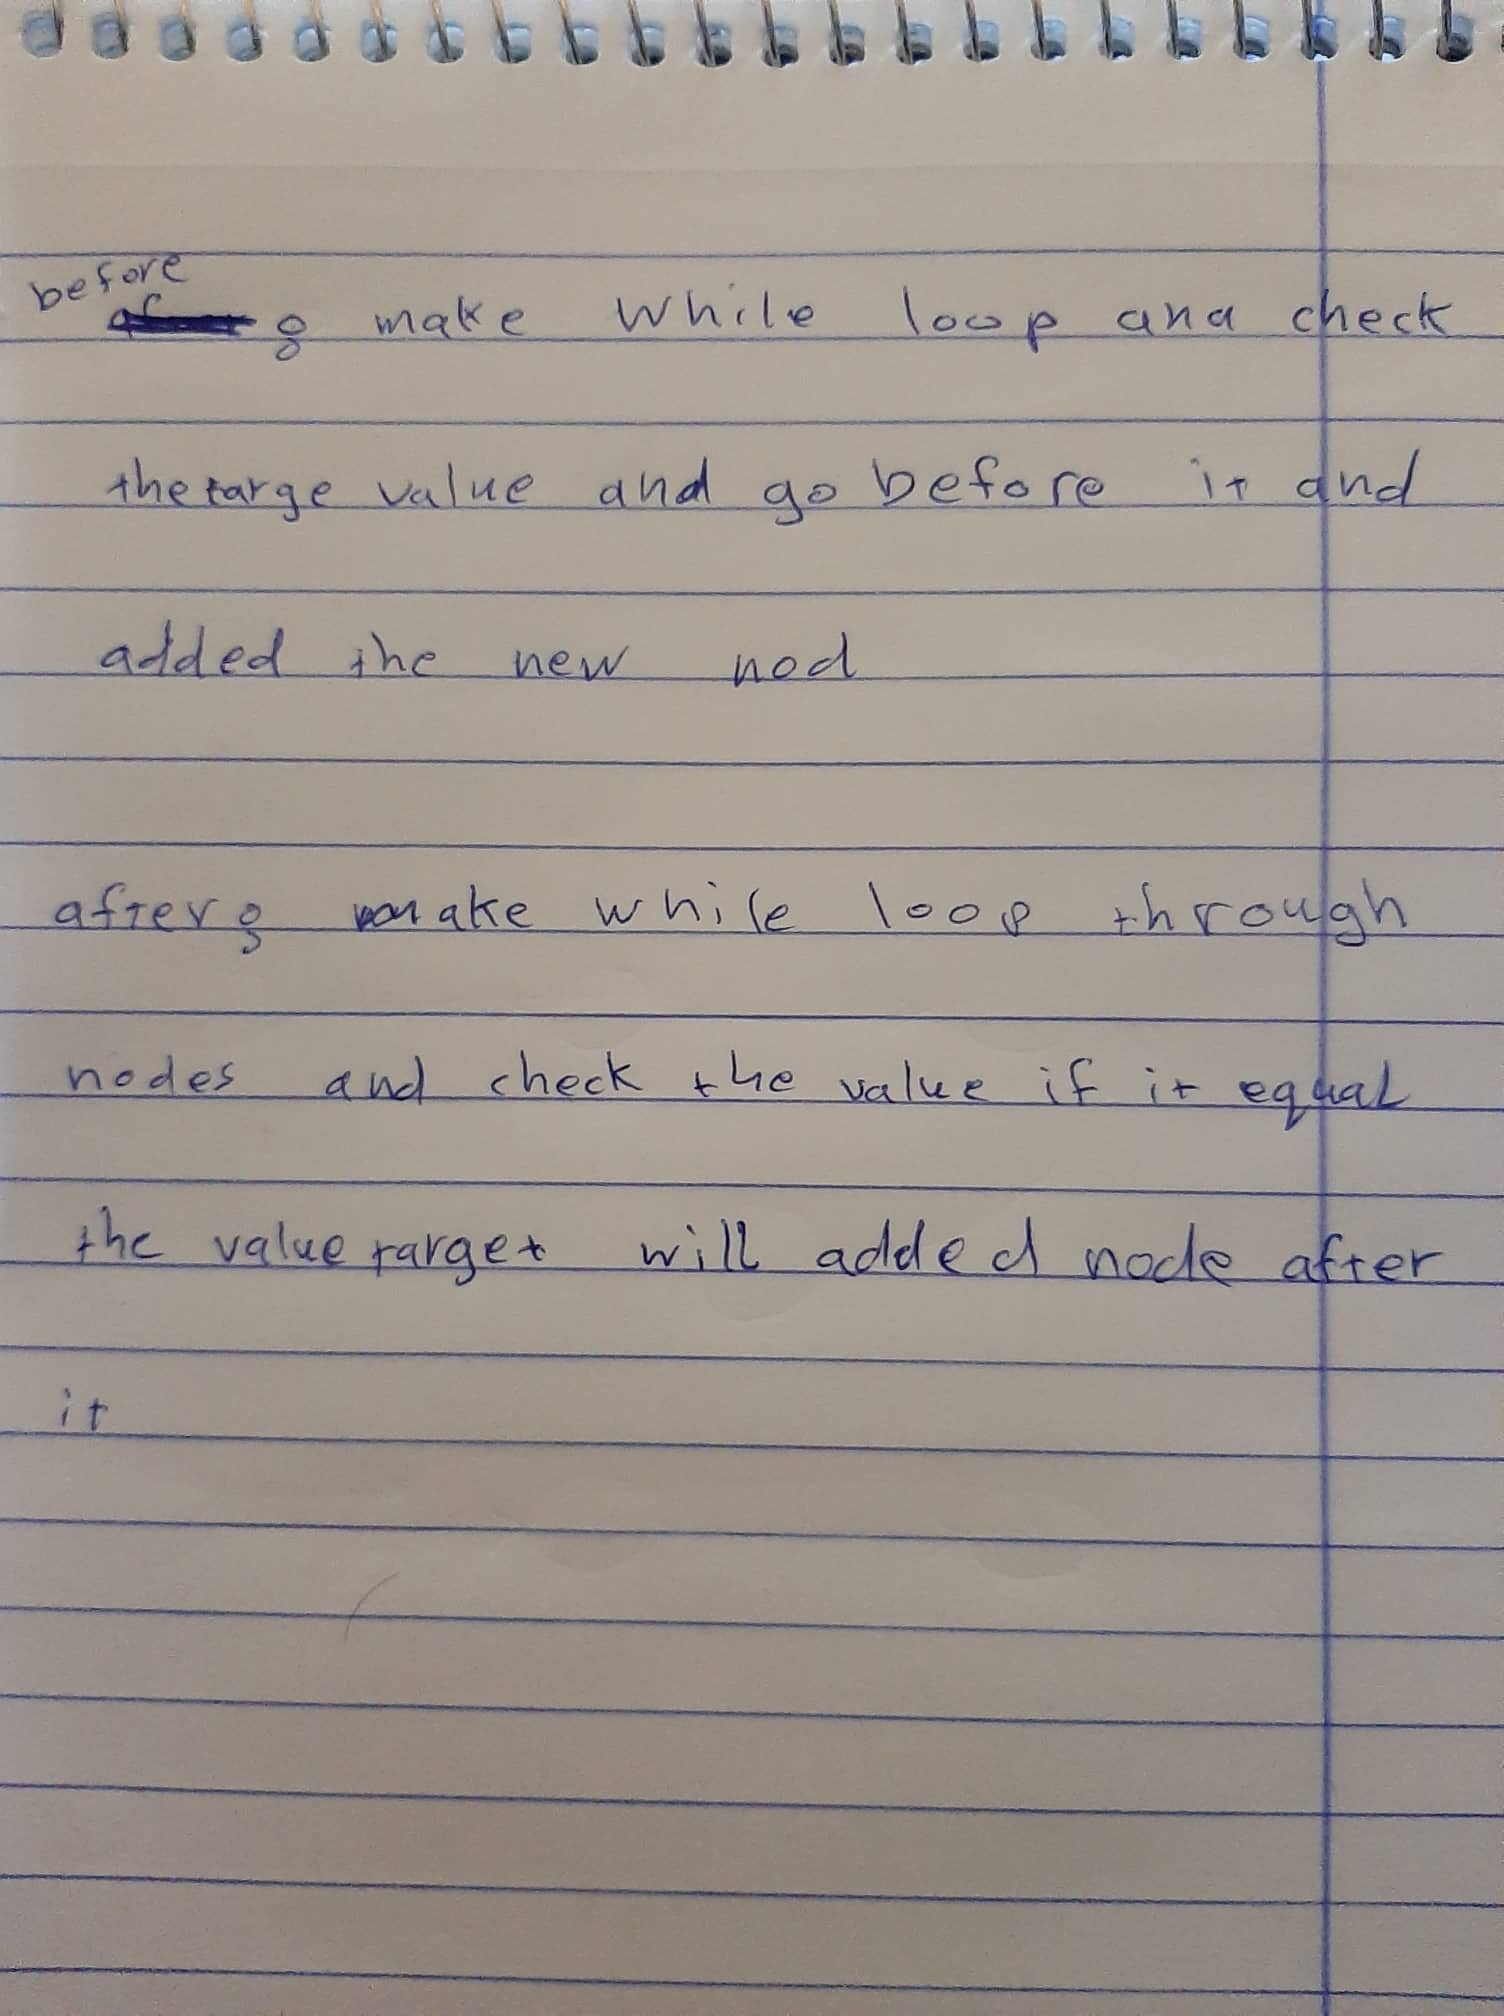 before
: make while loop and check
the targe value and go before it and
added the new nod
after: make while loop through
nodes and check the value if it equal
the value target will added node after
it